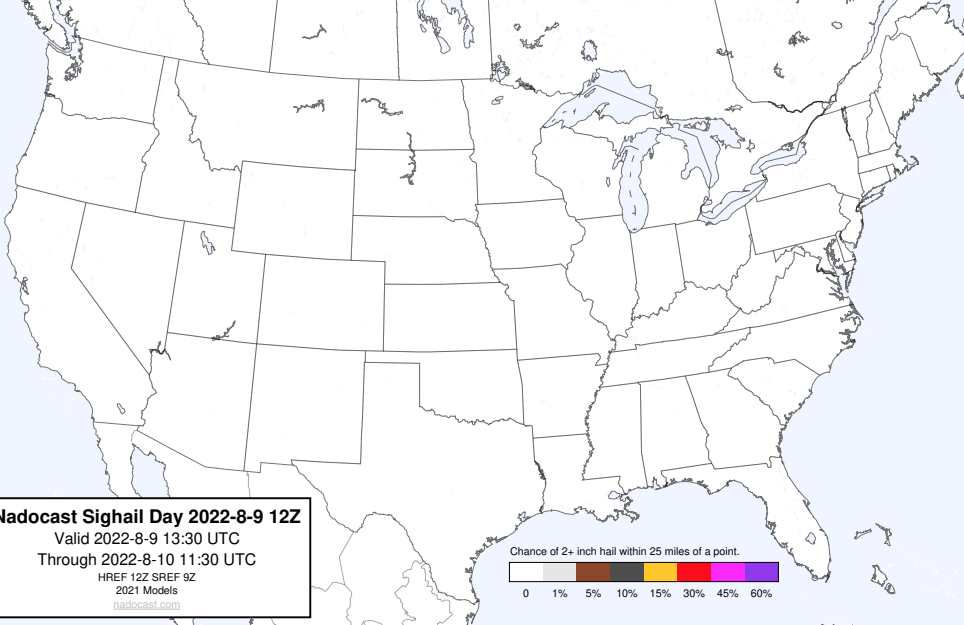 Nadocast Sighail Day 2022-8-9 12Z
Valid 2022-8-9 13:30 UTC
Through 2022-8-10 11:30 UTC
HREF 12Z SREF 9Z
2021 Models
nadocast.com
Chance of 2+ inch hail within 25 miles of a point.
0 1% 5% 10% 15% 30% 45% 60%